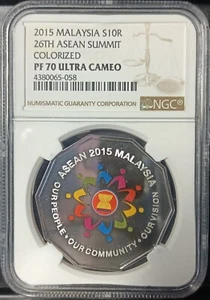 2015 MALAYSIA S10R
26TH ASEAN SUMMIT
COLORIZED
PF 70 ULTRA CAMEO
4380065-058
NUMISMATIC GUARANTY CORPORATION
NGC
ASEAN 2015 MALAYSIA
OUR PEOPLE • OUR COMMUNITY • OUR VISION